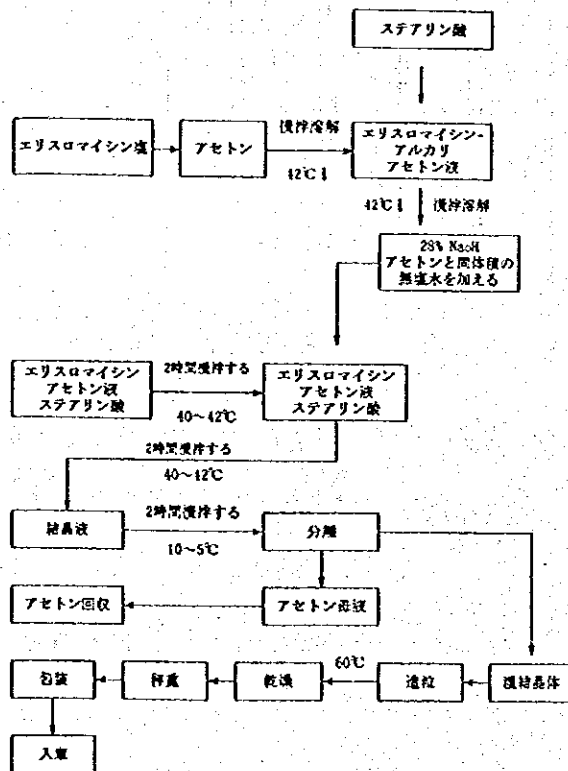 ステアリン酸
エリスロマイシン塩
アセトン
撹拌溶解
42℃↓
エリスロマイシン-
アルカリ
アセトン液
42℃↓
撹拌溶解
28% NaoH
アセトンと同体積の
無塩水を加える
エリスロマイシン
アセトン液
ステアリン酸
2時間攪拌する
40～42℃
エリスロマイシン
アセトン液
ステアリン酸
2時間攪拌する
40～42℃
結晶液
2時間攪拌する
10～5℃
分離
アセトン回収
アセトン母液
包装
秤重
乾燥
60℃
造粒
湿結晶体
入庫